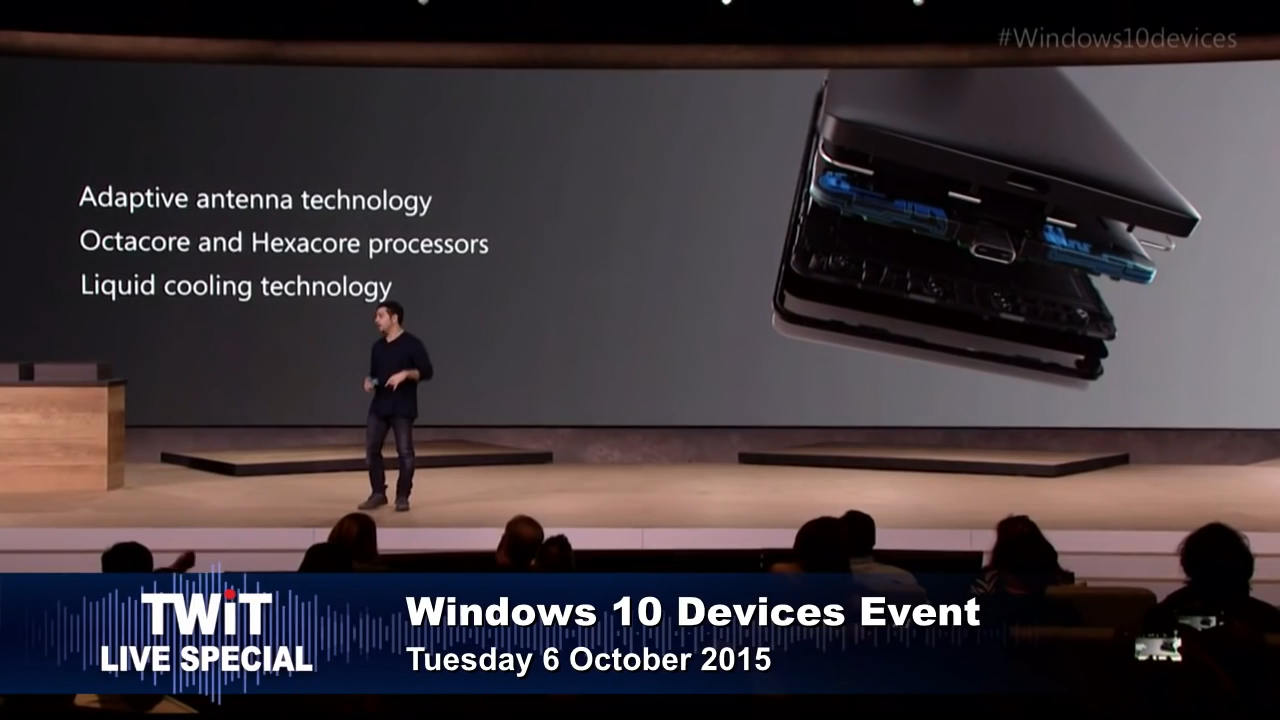 #Windows10devices
Adaptive antenna technology
Octacore and Hexacore processors
Liquid cooling technology
TWiT
LIVE SPECIAL
Windows 10 Devices Event
Tuesday 6 October 2015